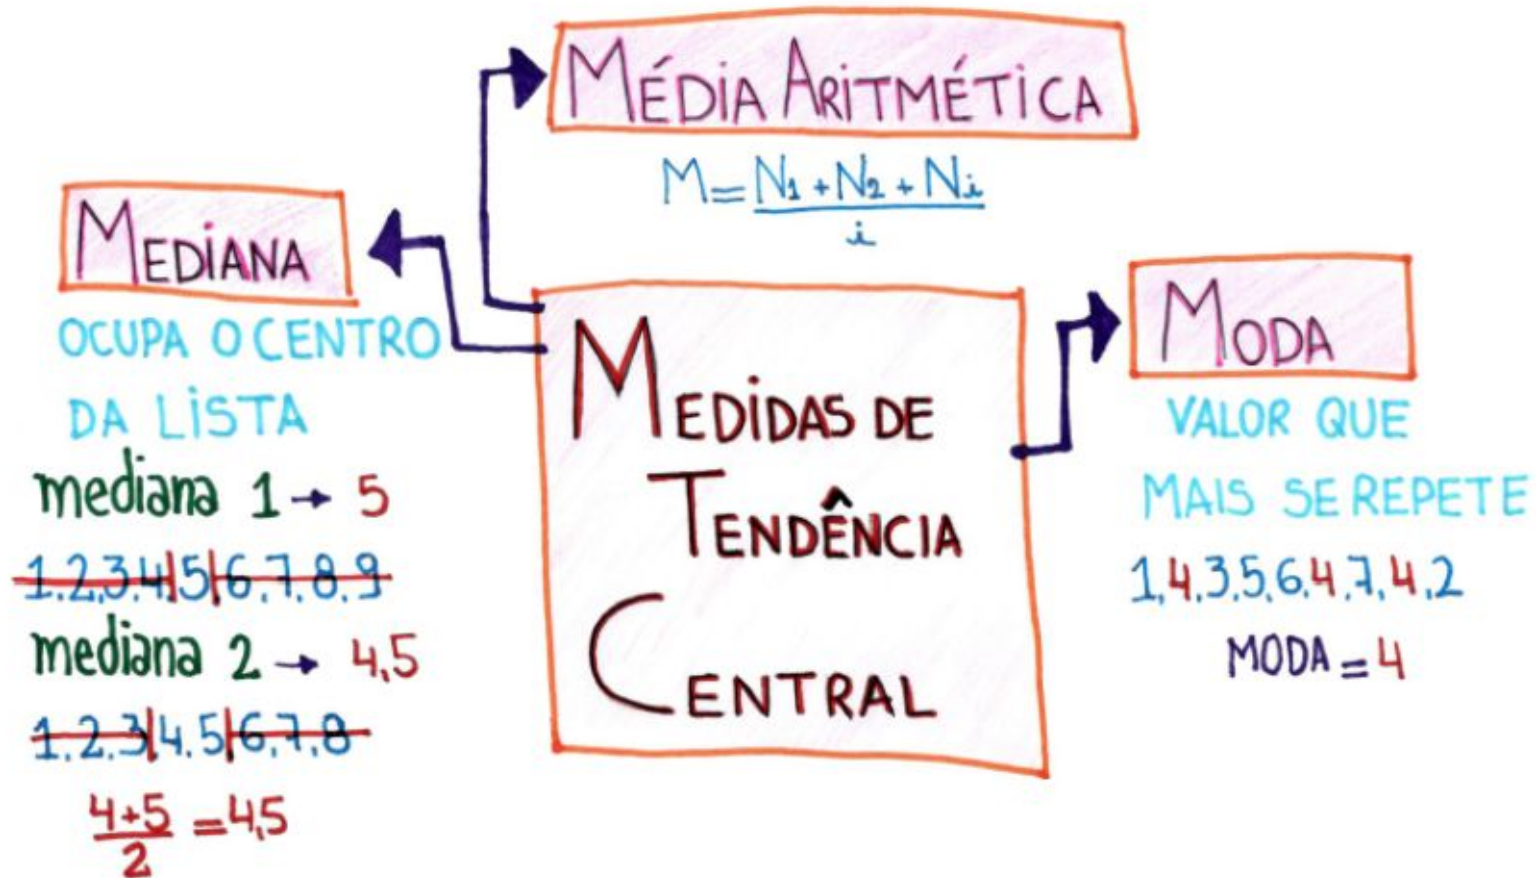 MÉDIA ARITMÉTICA
M=N1+N2+Ni
i
MEDIANA
OCUPA O CENTRO
DA LISTA
mediana 1→ 5
1.2.3.4|5|6.7.8.9
mediana 2→ 4,5
1.2.3|4.5|6.7.8
4+5
2
=4,5
MEDIDAS DE
TENDÊNCIA
CENTRAL
MODA
VALOR QUE
MAIS SE REPETE
1,4,3,5,6,4,7,4,2
MODA=4